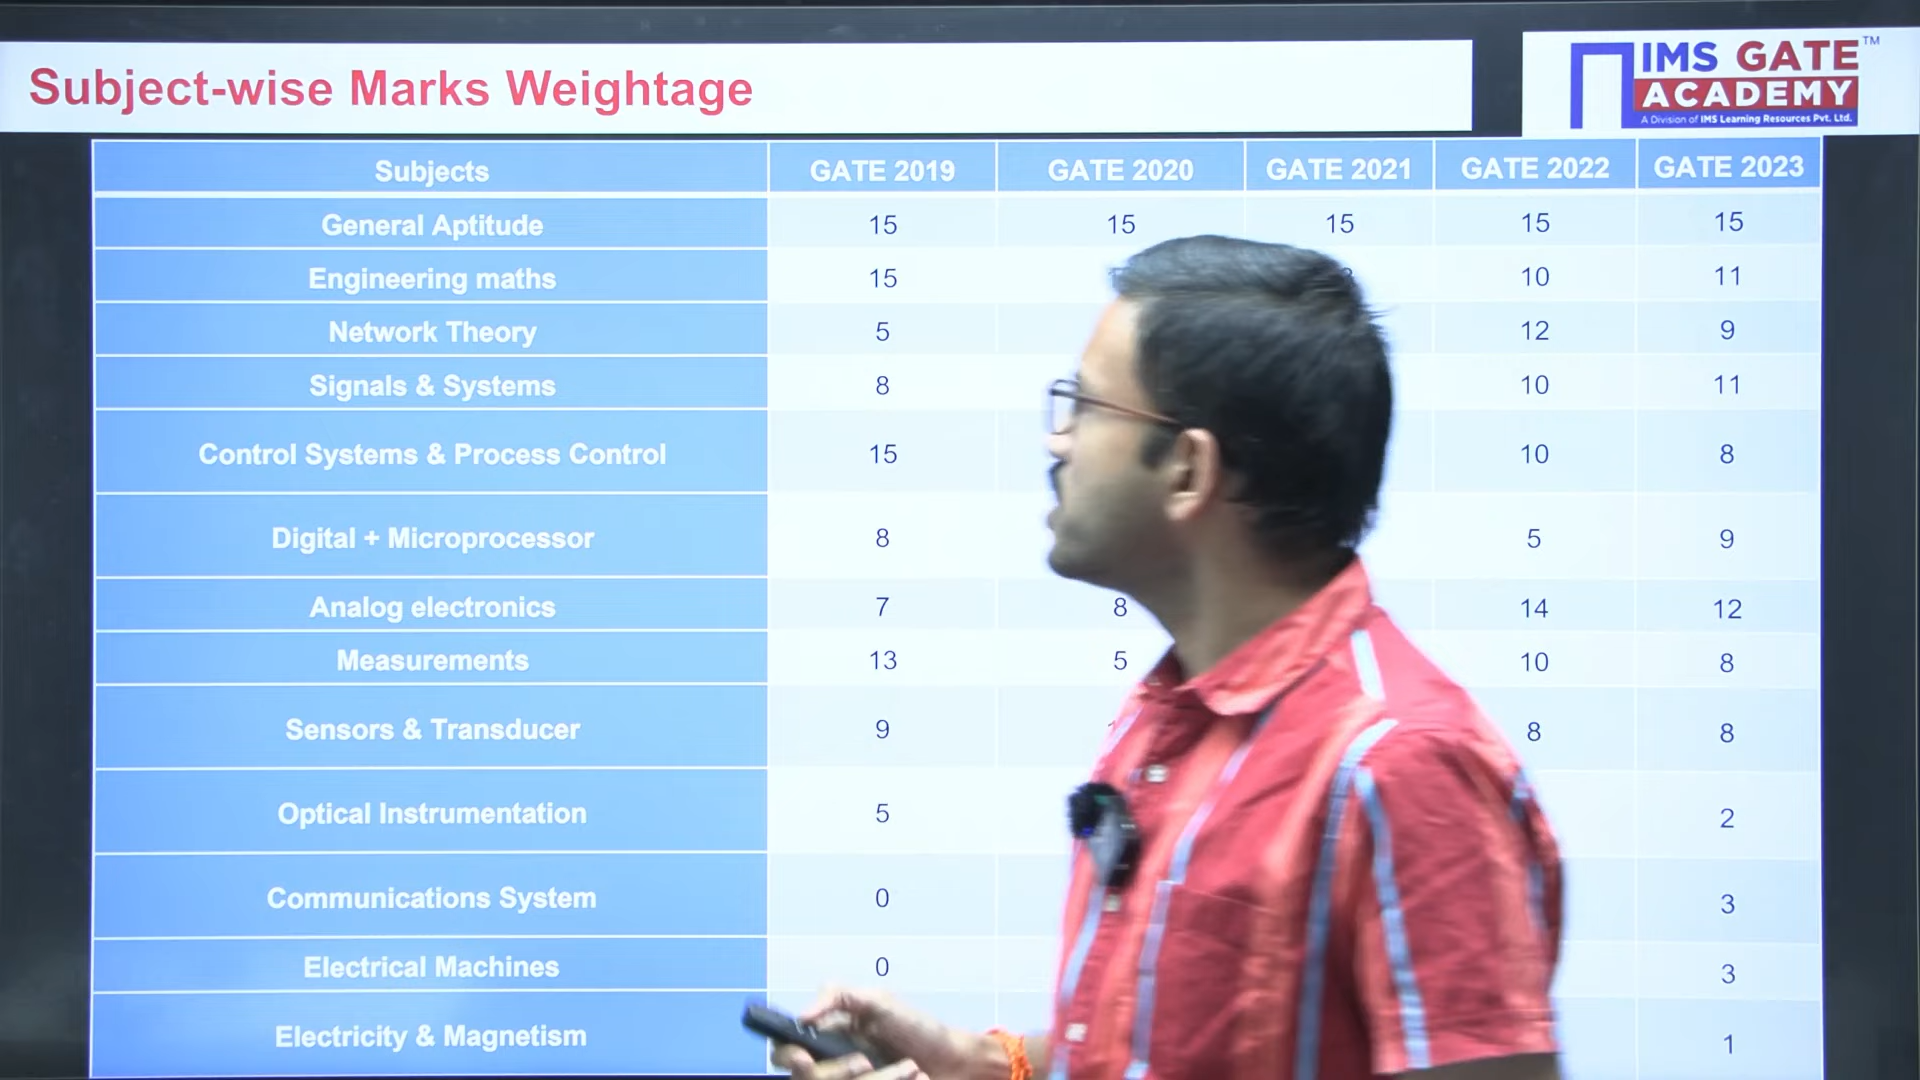 Subject-wise Marks Weightage
IMS GATE TM
ACADEMY
A Division of IMS Learning Resources Pvt. Ltd.
Subjects GATE 2019 GATE 2020 GATE 2021 GATE 2022 GATE 2023
General Aptitude 15 15 15 15 15
Engineering maths 15 10 11
Network Theory 5 12 9
Signals & Systems 8 10 11
Control Systems & Process Control 15 10 8
Digital + Microprocessor 8 5 9
Analog electronics 7 8 14 12
Measurements 13 5 10 8
Sensors & Transducer 9 8 8
Optical Instrumentation 5 2
Communications System 0 3
Electrical Machines 0 3
Electricity & Magnetism 1